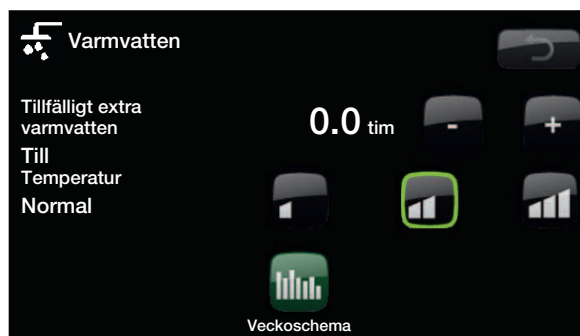 Varmvatten
Tillfälligt extra
varmvatten
0.0 tim
-
+
Till
Temperatur
Normal
Veckoschema